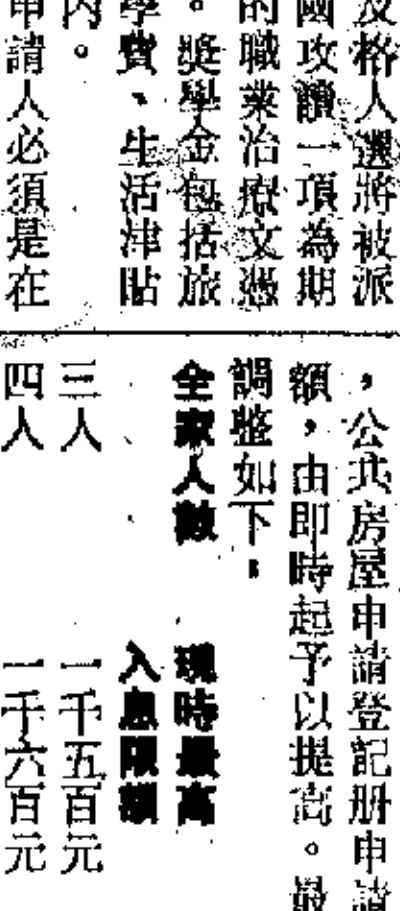 及格人選將被派
國攻讀一項為期
的職業治療文憑
。獎學金包括旅
學費、生活津貼
內。
申請人必須是在
，公共房屋申請登記册申請
額，由即時起予以提高。最
調整如下：
全家人數 現時最高
入息限額
三人 一千五百元
四人 一千六百元